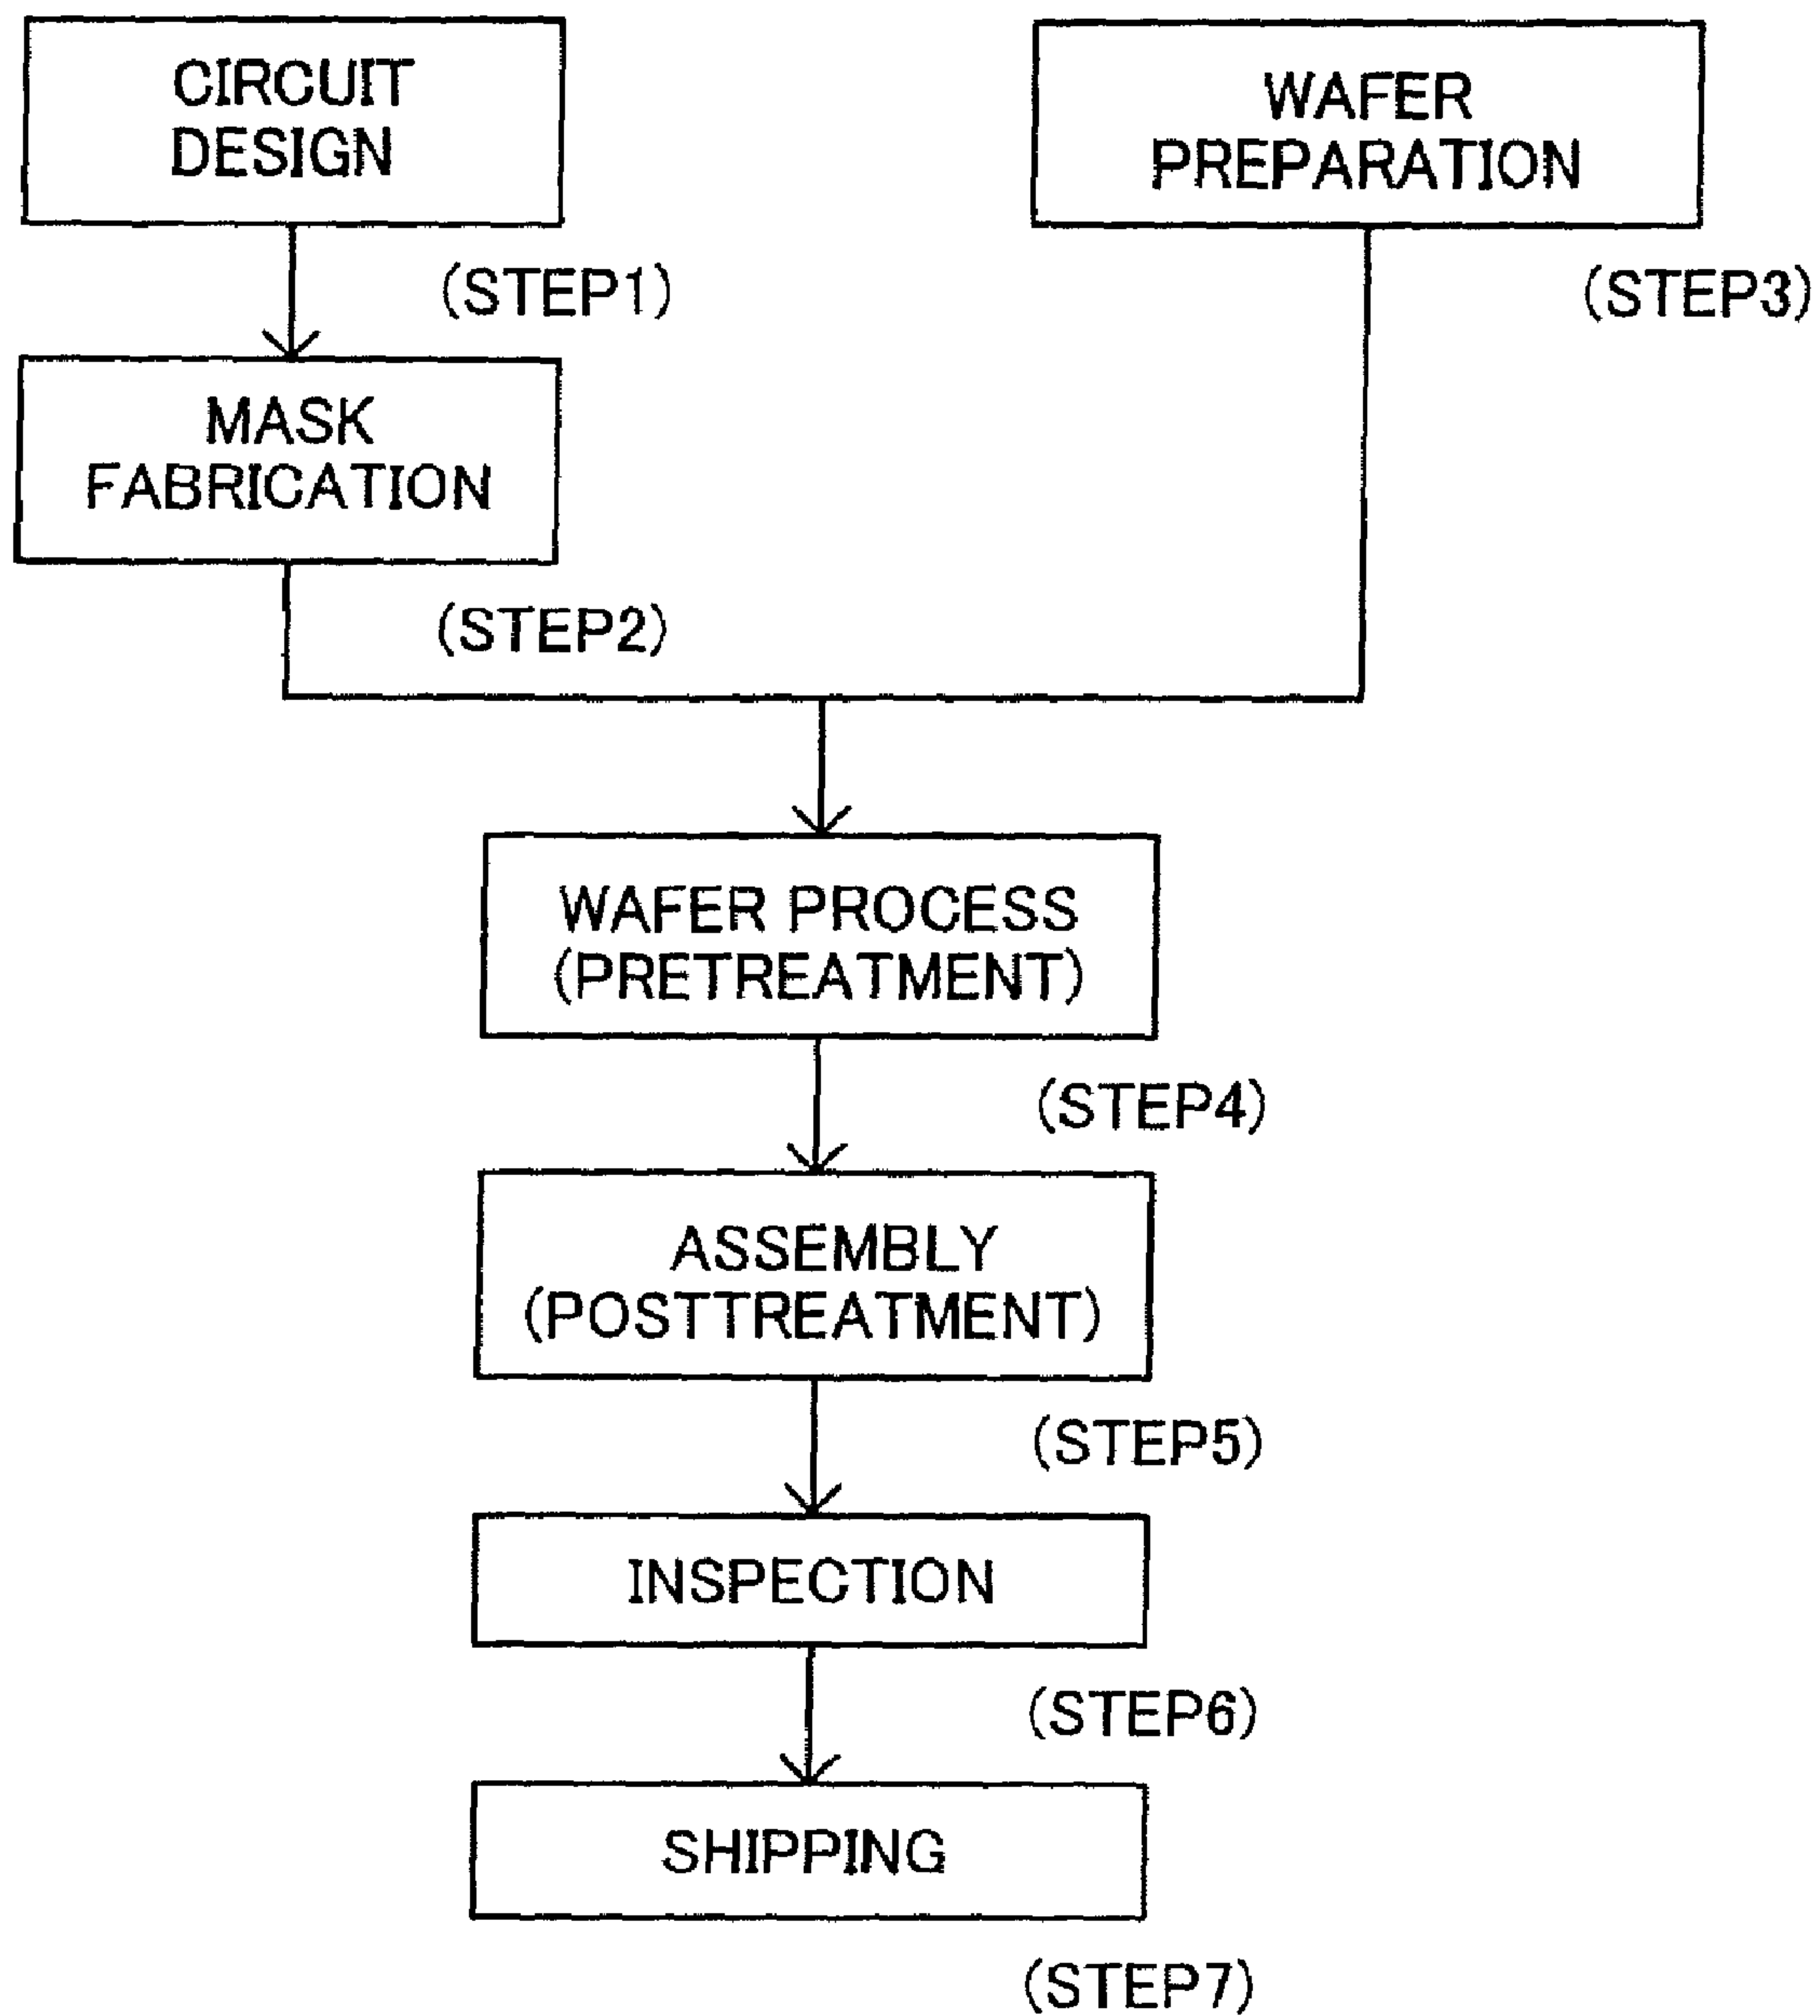 CIRCUIT
DESIGN
(STEP1)
MASK
FABRICATION
(STEP2)
WAFER
PREPARATION
(STEP3)
WAFER PROCESS
(PRETREATMENT)
(STEP4)
ASSEMBLY
(POSTTREATMENT)
(STEP5)
INSPECTION
(STEP6)
SHIPPING
(STEP7)